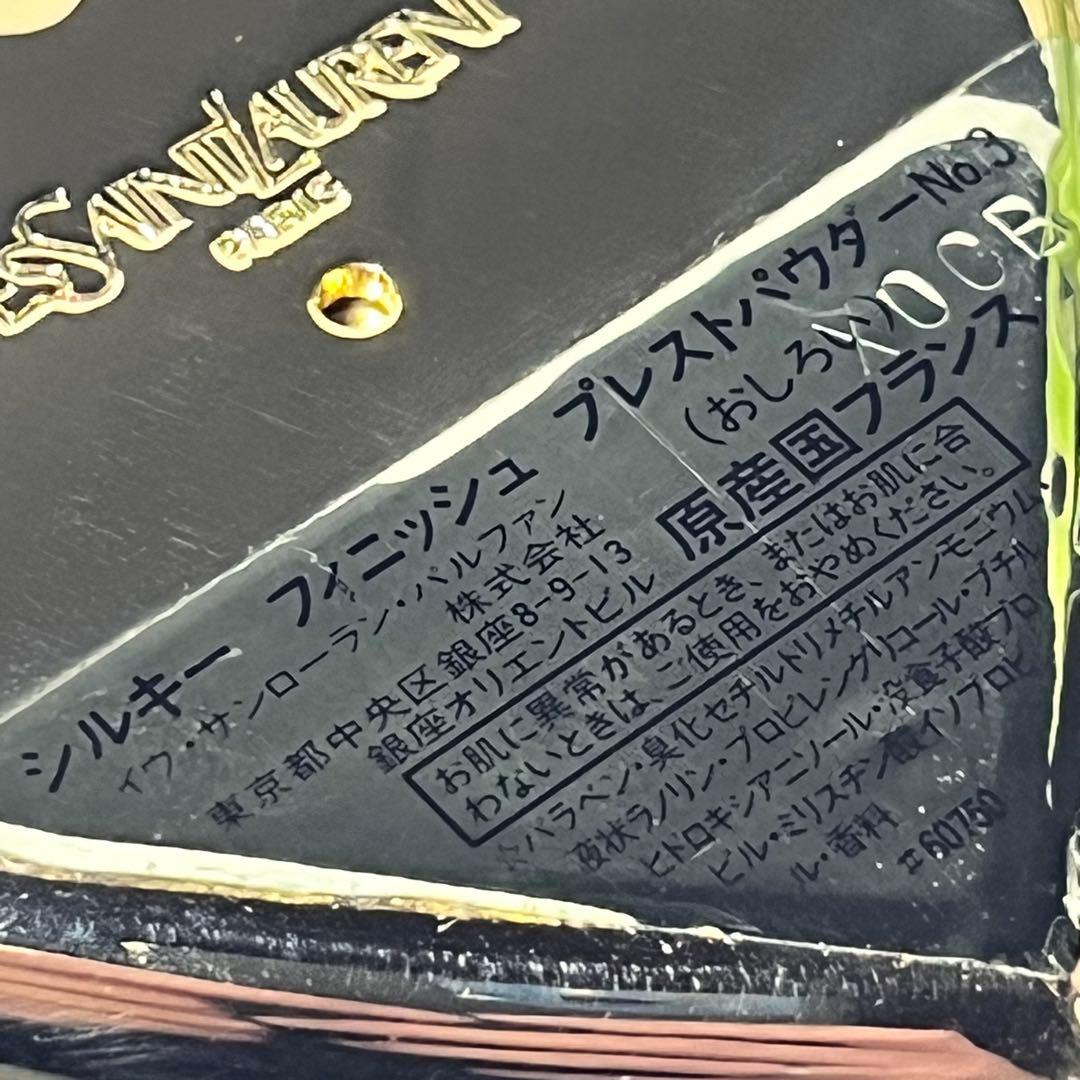 SAINTLAURENT
PARIS
シルキー フィニッシュ プレストパウダーNo.3
(おしろい)
イヴ・サンローラン・パルファン
株式会社
原産国フランス
東京都中央区銀座8-9-13
銀座オリエントビル
お肌に異常があるとき、またはお肌に合
わないときは、ご使用をおやめください。
パラベン・臭化セチルトリメチルアンモニウム
液状ラノリン・プロピレングリコール・ブチル
ヒドロキシアニソール・没食子酸プロ
ピル・ミリスチン酸イソプロピ
ル・香料
60750